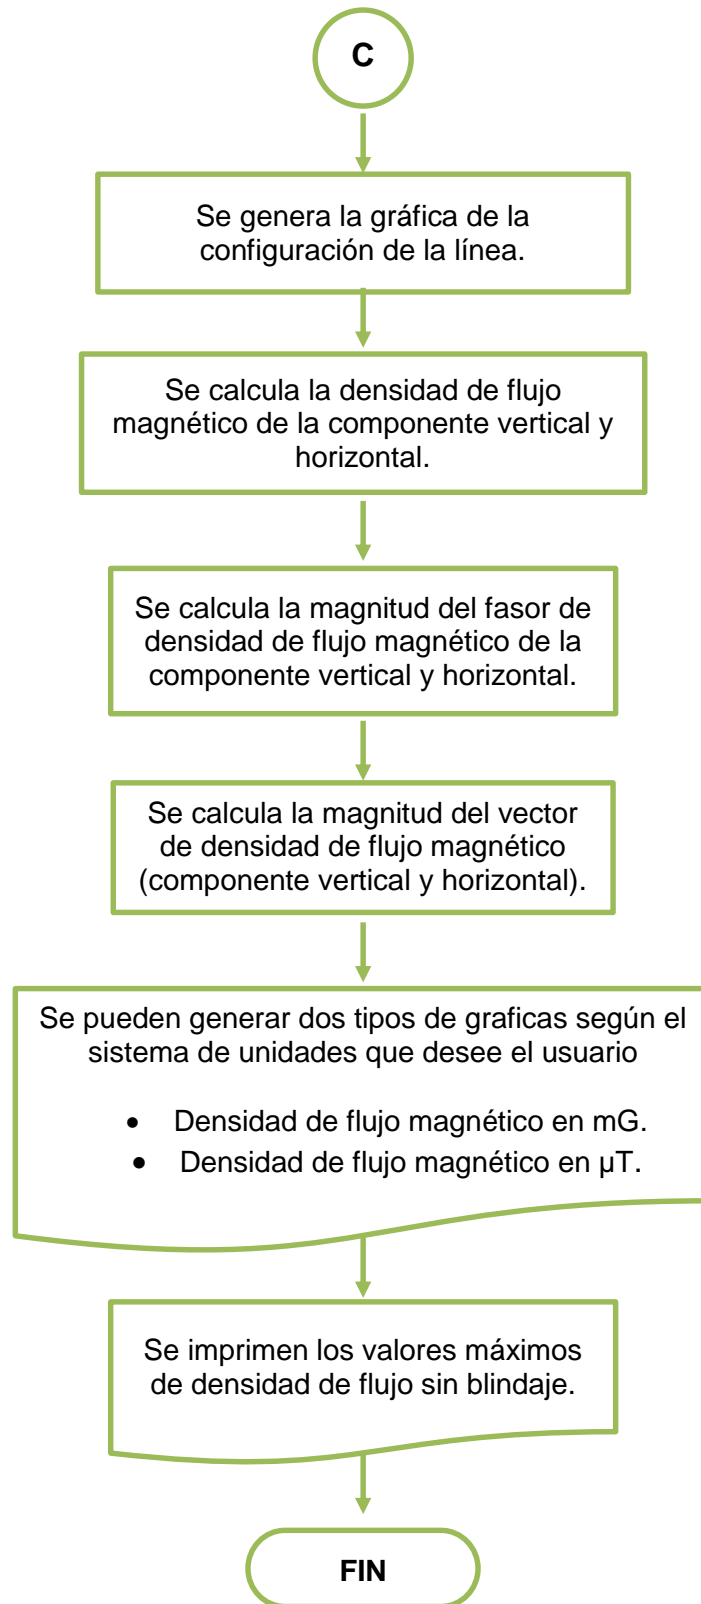 C
Se genera la gráfica de la
configuración de la línea.
Se calcula la densidad de flujo
magnético de la componente vertical y
horizontal.
Se calcula la magnitud del fasor de
densidad de flujo magnético de la
componente vertical y horizontal.
Se calcula la magnitud del vector
de densidad de flujo magnético
(componente vertical y horizontal).
Se pueden generar dos tipos de graficas según el
sistema de unidades que desee el usuario
• Densidad de flujo magnético en mG.
• Densidad de flujo magnético en µT.
Se imprimen los valores máximos
de densidad de flujo sin blindaje.
FIN